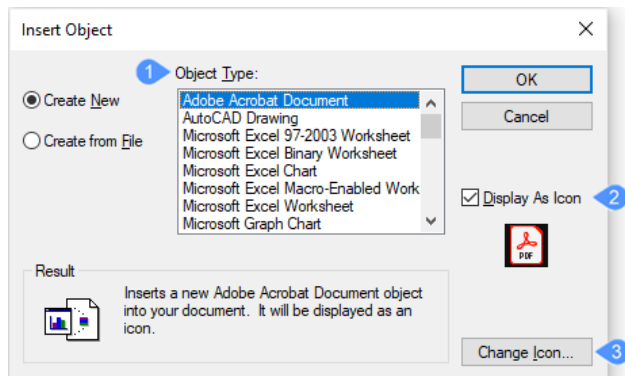 Insert Object
1 Object Type:
Create New
Create from File
Adobe Acrobat Document
AutoCAD Drawing
Microsoft Excel 97-2003 Worksheet
Microsoft Excel Binary Worksheet
Microsoft Excel Chart
Microsoft Excel Macro-Enabled Work
Microsoft Excel Worksheet
Microsoft Graph Chart
OK
Cancel
Display As Icon 2
PDF
Result
Inserts a new Adobe Acrobat Document object
into your document. It will be displayed as an
icon.
Change Icon... 3